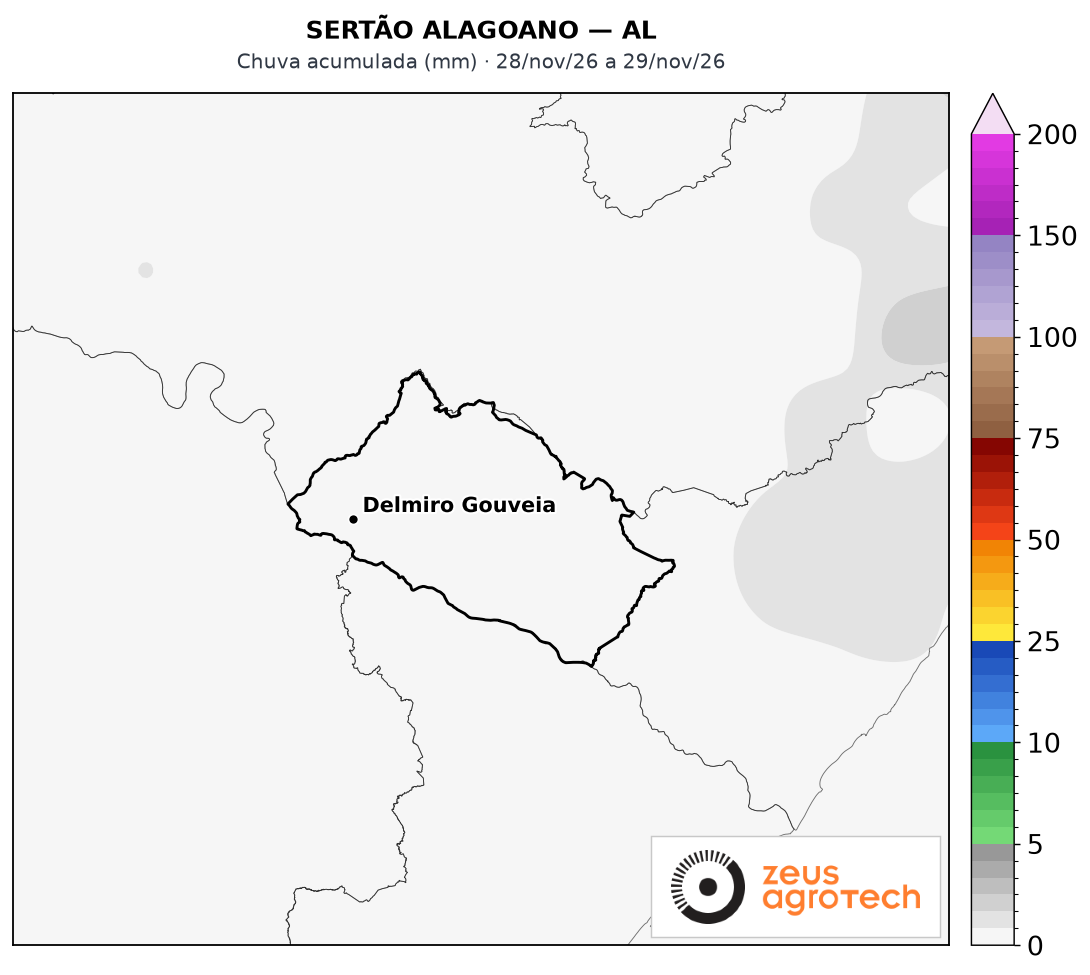 SERTÃO ALAGOANO — AL
Chuva acumulada (mm) · 28/nov/26 a 29/nov/26
Delmiro Gouveia
200
150
100
75
50
25
10
5
0
zeus
agroTech